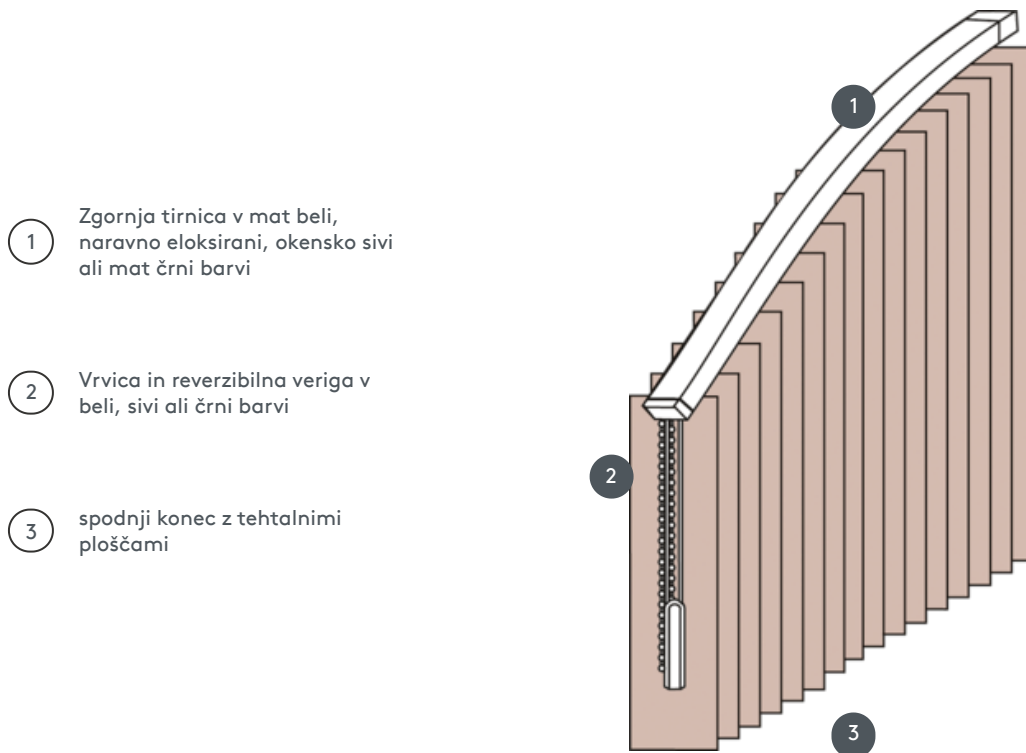 1
Zgornja tirnica v mat beli,
naravno eloksirani, okensko sivi
ali mat črni barvi
2
Vrvica in reverzibilna veriga v
beli, sivi ali črni barvi
3
spodnji konec z tehtalnimi
ploščami
1
2
3